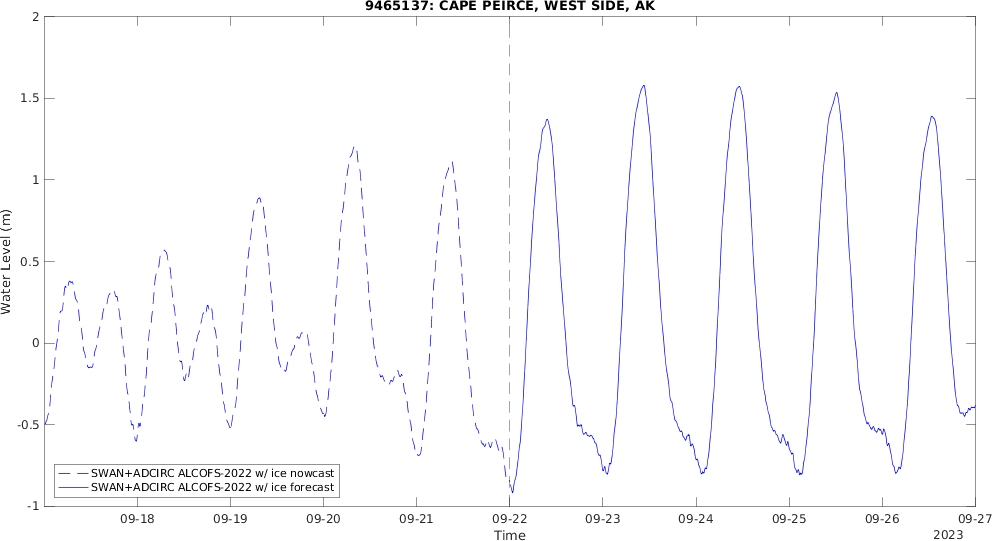 9465137: CAPE PEIRCE, WEST SIDE, AK
2
1.5
1
0.5
0
-0.5
-1
Water Level (m)
SWAN+ADCIRC ALCOFS-2022 w/ ice nowcast
SWAN+ADCIRC ALCOFS-2022 w/ ice forecast
09-18 09-19 09-20 09-21 09-22 09-23 09-24 09-25 09-26 09-27
Time
2023